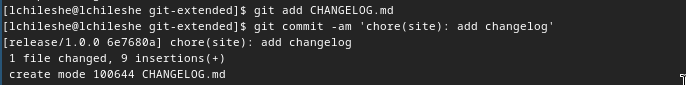 [lchileshe@lchileshe git-extended]$ git add CHANGELOG.md
[lchileshe@lchileshe git-extended]$ git commit -am 'chore(site): add changelog'
[release/1.0.0 6e7680a] chore(site): add changelog
 1 file changed, 9 insertions(+)
 create mode 100644 CHANGELOG.md